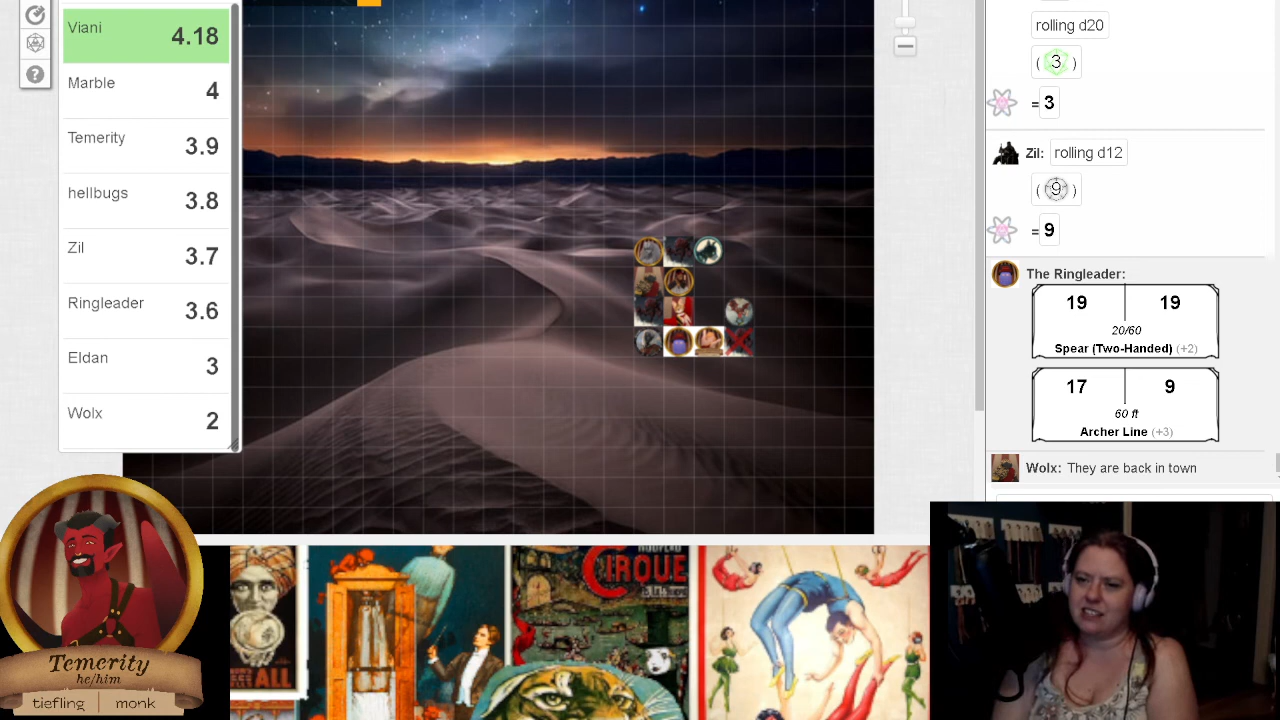 Viani
4.18
Marble
4
Temerity
3.9
hellbugs
3.8
Zil
3.7
Ringleader
3.6
Eldan
3
Wolx
2
rolling d20
( 3 )
=3
Zil: rolling d12
( 9 )
=9
The Ringleader:
19 19
20/60
Spear (Two-Handed) (+2)
17 9
60 ft
Archer Line (+3)
Wolx: They are back in town
Temerity
he/him
tiefling monk
ALL
CIRQUE